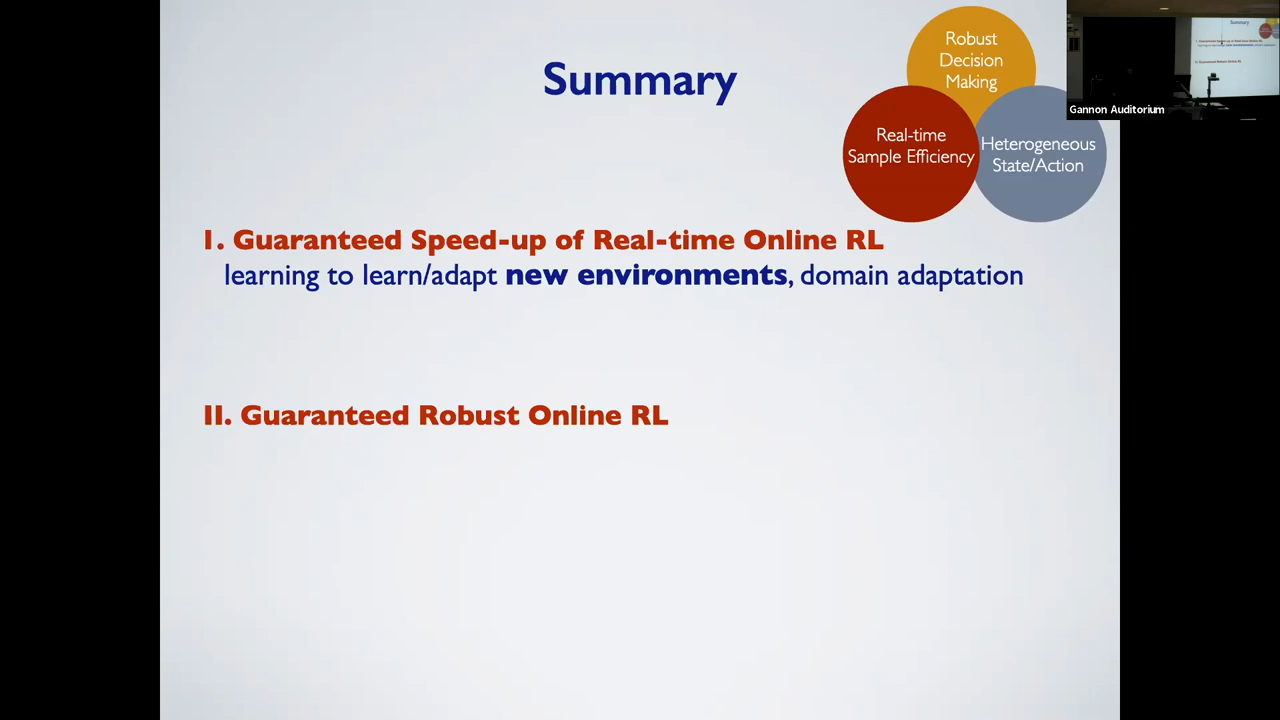 Summary
Robust
Decision
Making
Real-time
Sample Efficiency
Heterogeneous
State/Action
I. Guaranteed Speed-up of Real-time Online RL
learning to learn/adapt new environments, domain adaptation
II. Guaranteed Robust Online RL
Gannon Auditorium
Summary